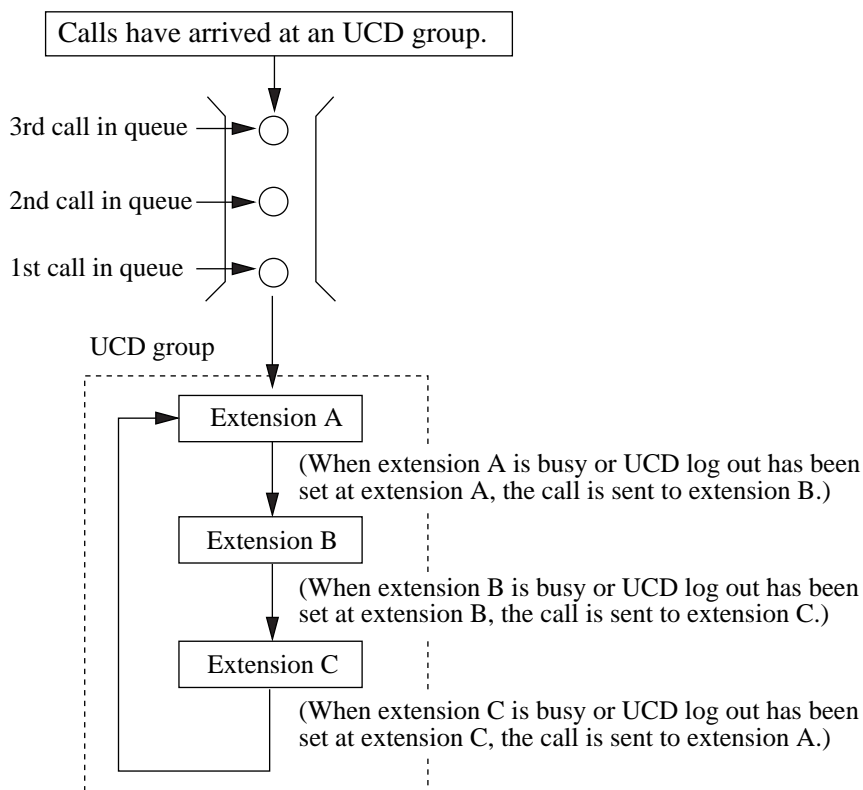 Calls have arrived at an UCD group.
3rd call in queue
2nd call in queue
1st call in queue
UCD group
Extension A
(When extension A is busy or UCD log out has been
set at extension A, the call is sent to extension B.)
Extension B
(When extension B is busy or UCD log out has been
set at extension B, the call is sent to extension C.)
Extension C
(When extension C is busy or UCD log out has been
set at extension C, the call is sent to extension A.)